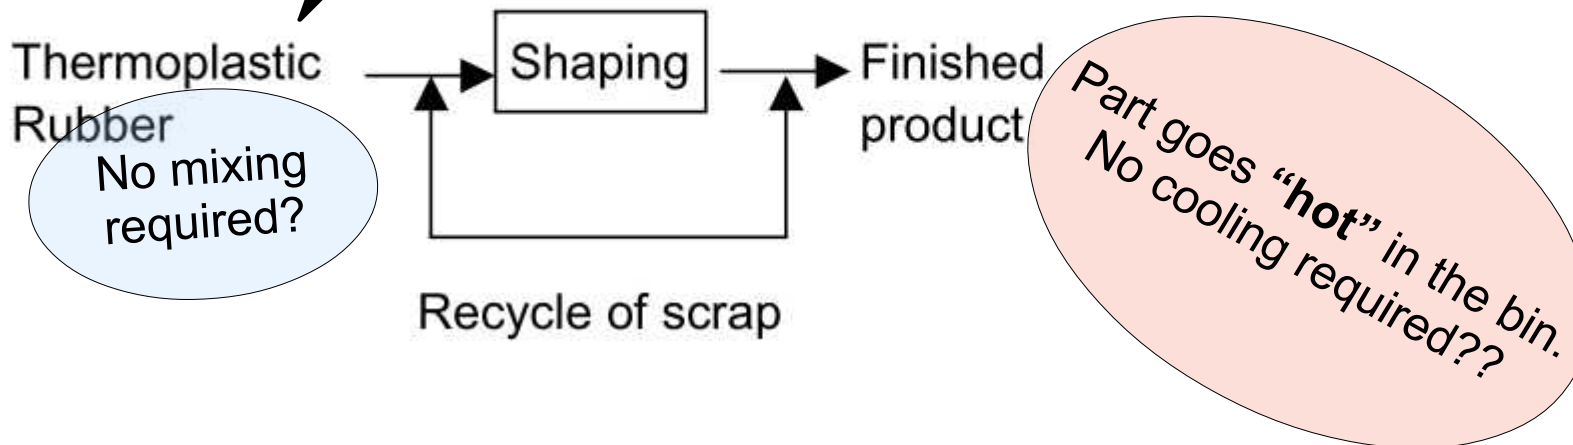 Thermoplastic
Rubber
No mixing
required?
Shaping
Finished
product
Part goes “hot” in the bin.
No cooling required??
Recycle of scrap